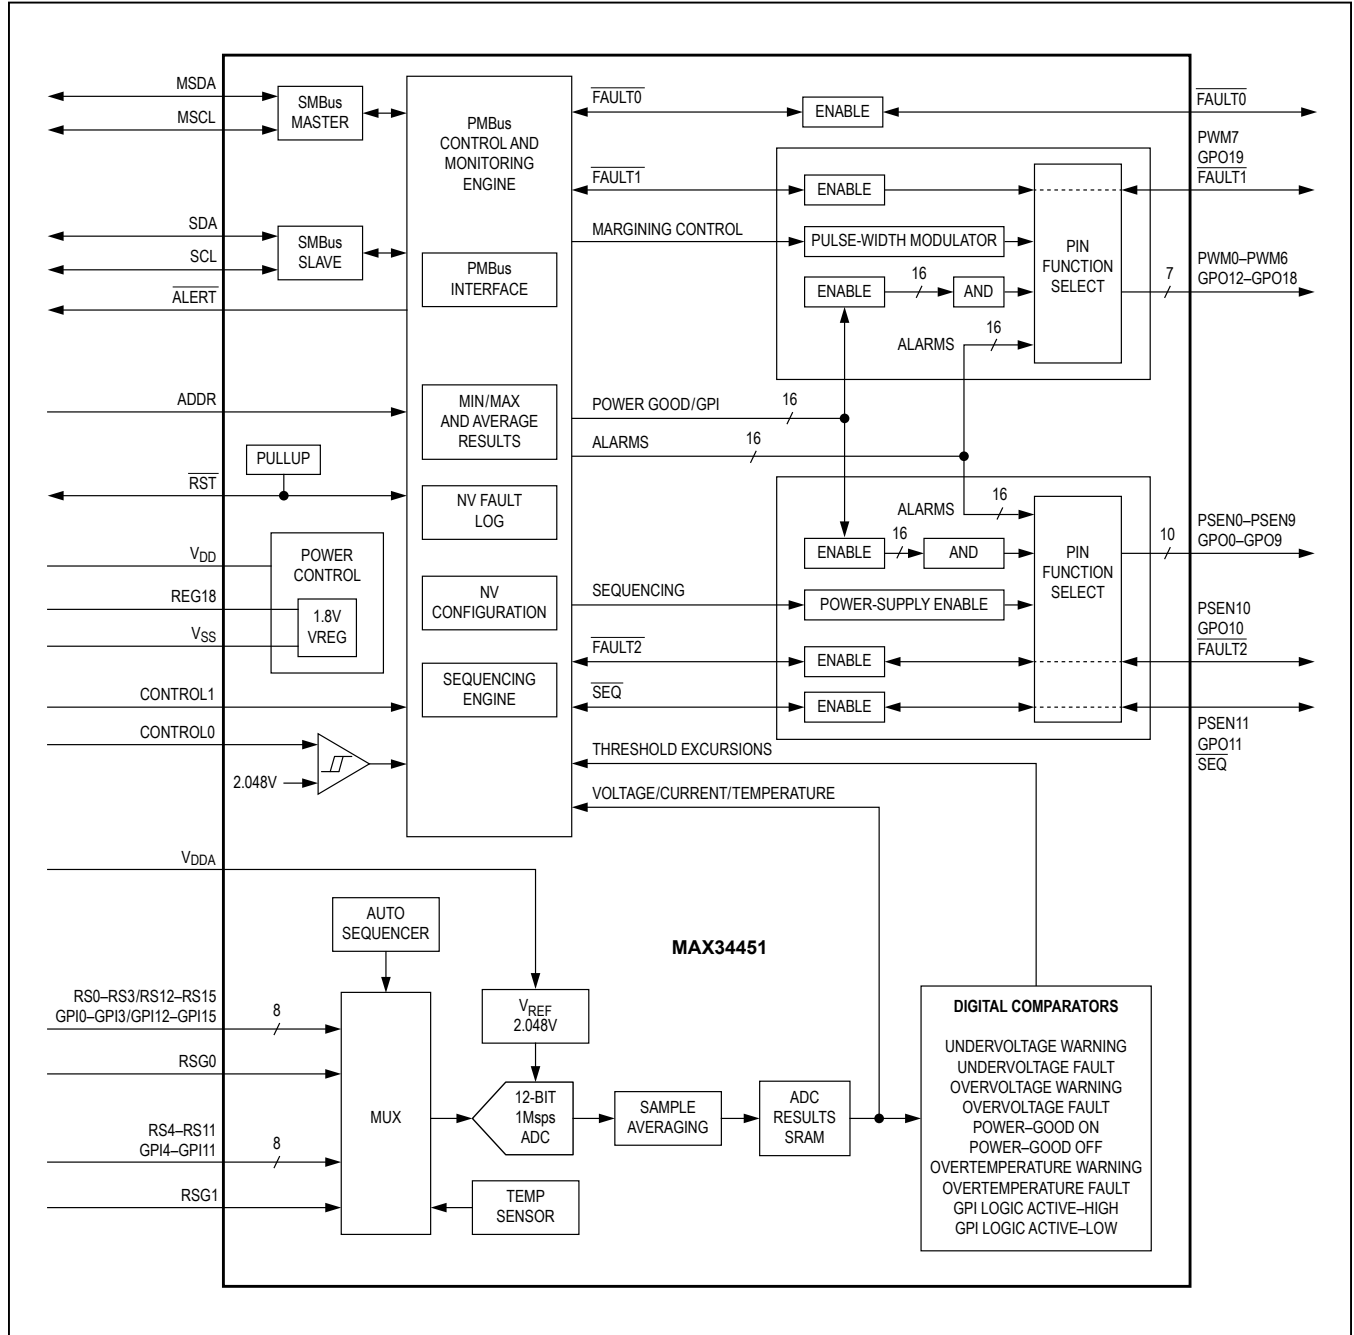 MSDA
MSCL
SMBus
MASTER
SDA
SCL
SMBus
SLAVE
ALERT
ADDR
PULLUP
RST
VDD
REG18
VSS
POWER
CONTROL
1.8V
VREG
CONTROL1
CONTROL0
2.048V
PMBus
CONTROL AND
MONITORING
ENGINE
PMBus
INTERFACE
MIN/MAX
AND AVERAGE
RESULTS
NV FAULT
LOG
NV
CONFIGURATION
SEQUENCING
ENGINE
FAULT0
ENABLE
FAULT0
FAULT1
ENABLE
MARGINING CONTROL
PULSE-WIDTH MODULATOR
ENABLE
16
AND
ALARMS
16
PIN
FUNCTION
SELECT
PWM7
GPO19
FAULT1
PWM0–PWM6
GPO12–GPO18
7
POWER GOOD/GPI
16
ALARMS
16
ALARMS
16
ENABLE
16
AND
SEQUENCING
POWER-SUPPLY ENABLE
FAULT2
ENABLE
SEQ
ENABLE
PIN
FUNCTION
SELECT
10
PSEN0–PSEN9
GPO0–GPO9
PSEN10
GPO10
FAULT2
PSEN11
GPO11
SEQ
THRESHOLD EXCURSIONS
VOLTAGE/CURRENT/TEMPERATURE
VDDA
AUTO
SEQUENCER
MAX34451
RS0–RS3/RS12–RS15
GPI0–GPI3/GPI12–GPI15
8
RSG0
RS4–RS11
GPI4–GPI11
8
RSG1
MUX
VREF
2.048V
12-BIT
1Msps
ADC
TEMP
SENSOR
SAMPLE
AVERAGING
ADC
RESULTS
SRAM
DIGITAL COMPARATORS
UNDERVOLTAGE WARNING
UNDERVOLTAGE FAULT
OVERVOLTAGE WARNING
OVERVOLTAGE FAULT
POWER–GOOD ON
POWER–GOOD OFF
OVERTEMPERATURE WARNING
OVERTEMPERATURE FAULT
GPI LOGIC ACTIVE–HIGH
GPI LOGIC ACTIVE–LOW